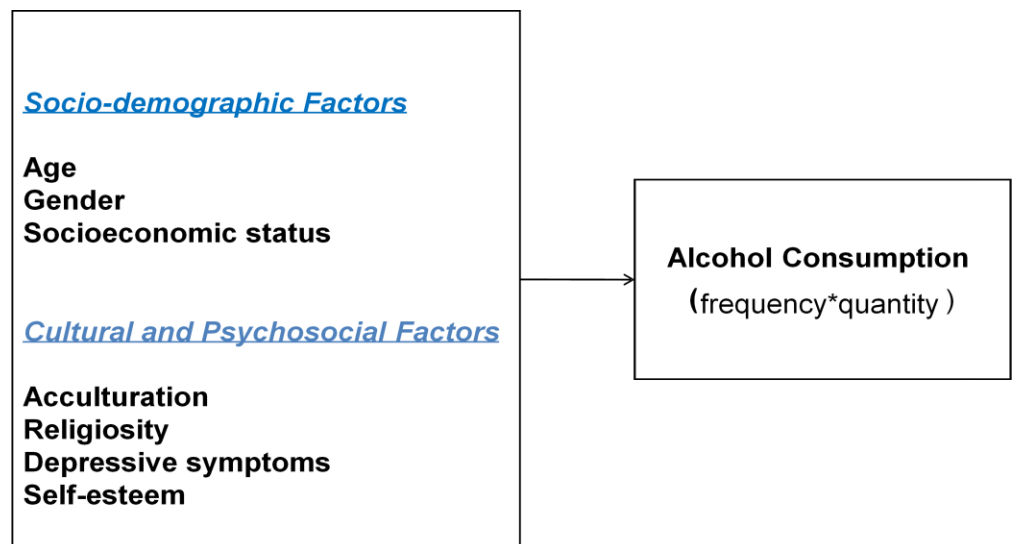 Socio-demographic Factors
Age
Gender
Socioeconomic status
Cultural and Psychosocial Factors
Acculturation
Religiosity
Depressive symptoms
Self-esteem
Alcohol Consumption
(frequency*quantity )